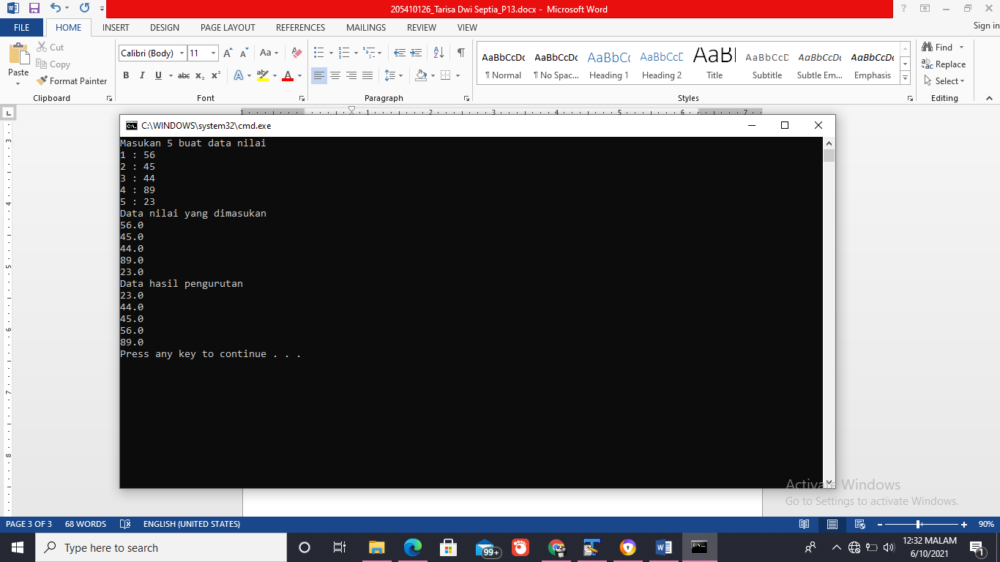 205410126_Tarisa Dwi Septia_P13.docx - Microsoft Word
FILE HOME INSERT DESIGN PAGE LAYOUT REFERENCES MAILINGS REVIEW VIEW Sign in
Paste
Cut
Copy
Format Painter
Clipboard
Calibri (Body) 11
Font
Paragraph
AaBbCcDc AaBbCcDc AaBbCc AaBbCcD AaBl AaBbCcD AaBbCcDc AaBbCcDc
¶ Normal ¶ No Spac... Heading 1 Heading 2 Title Subtitle Subtle Em... Emphasis
Styles
Find
Replace
Select
Editing
C:\WINDOWS\system32\cmd.exe
Masukan 5 buat data nilai
1 : 56
2 : 45
3 : 44
4 : 89
5 : 23
Data nilai yang dimasukan
56.0
45.0
44.0
89.0
23.0
Data hasil pengurutan
23.0
44.0
45.0
56.0
89.0
Press any key to continue . . .
Activate Windows
Go to Settings to activate Windows.
PAGE 3 OF 3 68 WORDS ENGLISH (UNITED STATES) 90%
Type here to search
99+
12:32 MALAM
6/10/2021
1